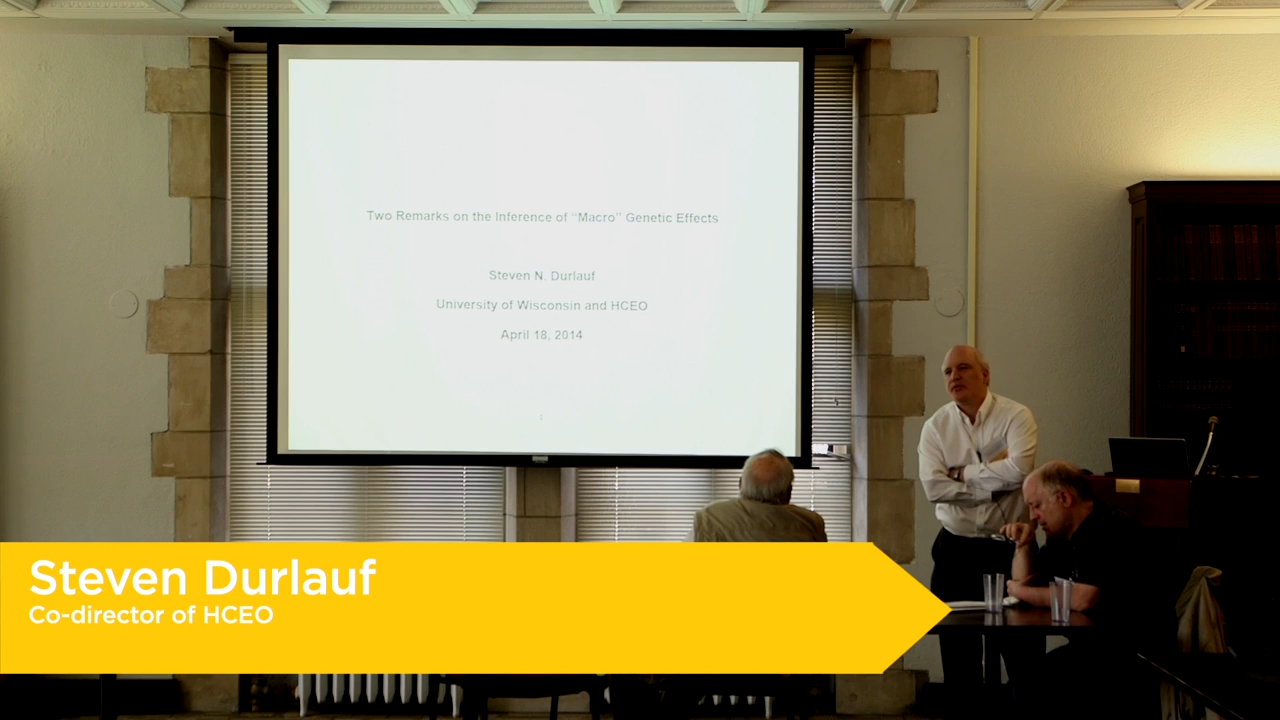 Two Remarks on the Inference of “Macro” Genetic Effects
Steven N. Durlauf
University of Wisconsin and HCEO
April 18, 2014
1
Steven Durlauf
Co-director of HCEO